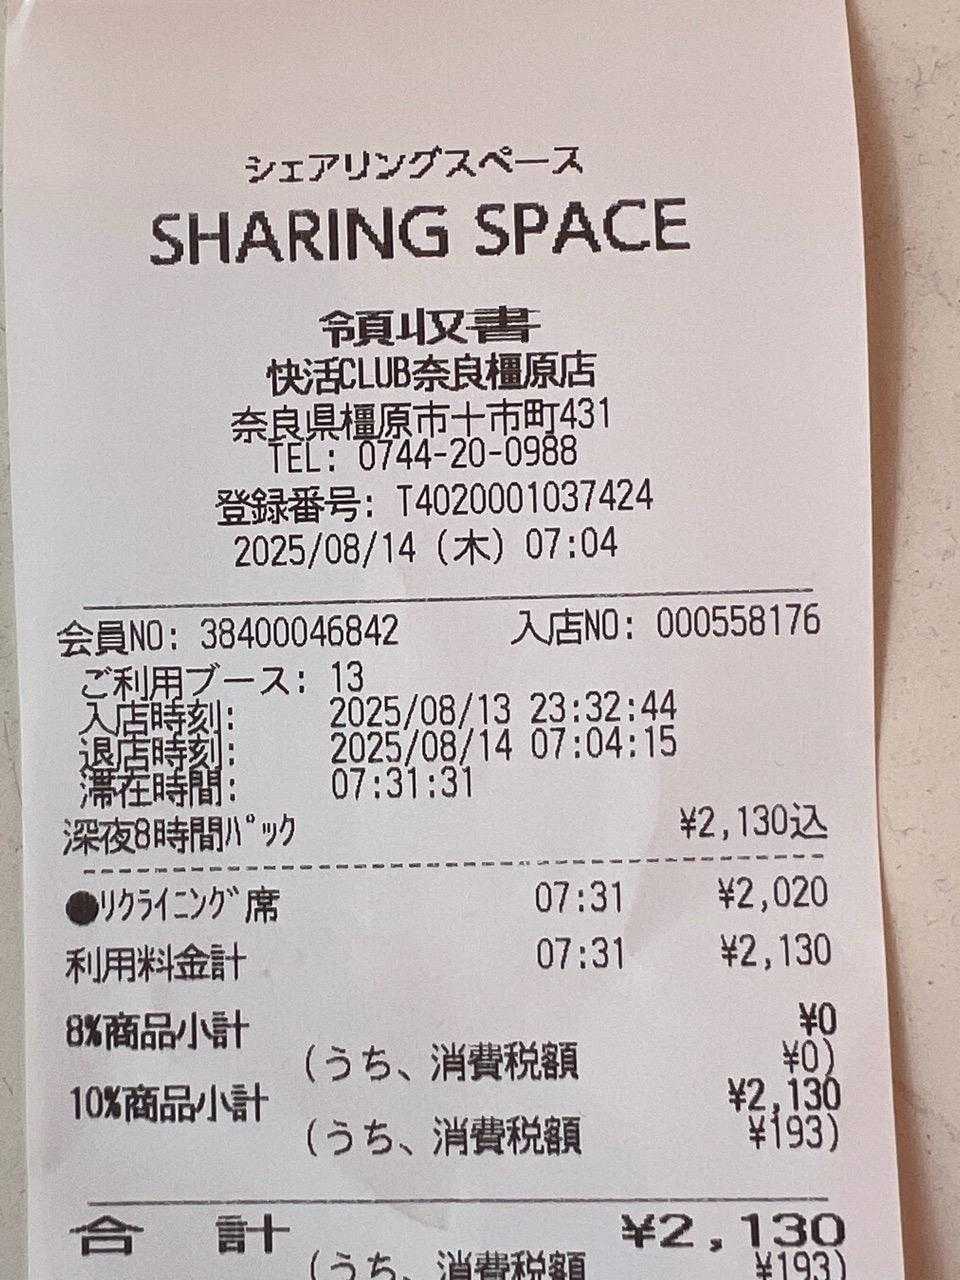 シェアリングスペース
SHARING SPACE
領収書
快活CLUB奈良橿原店
奈良県橿原市十市町431
TEL: 0744-20-0988
登録番号: T4020001037424
2025/08/14 (木) 07:04
会員NO: 38400046842 入店NO: 000558176
ご利用ブース: 13
入店時刻: 2025/08/13 23:32:44
退店時刻: 2025/08/14 07:04:15
滞在時間: 07:31:31
深夜8時間ﾊﾟｯｸ ¥2,130込
●ﾘｸﾗｲﾆﾝｸﾞ席 07:31 ¥2,020
利用料金計 07:31 ¥2,130
8%商品小計 ¥0
(うち、消費税額 ¥0)
10%商品小計 ¥2,130
(うち、消費税額 ¥193)
合 計 ¥2,130
(うち、消費税額 ¥193)